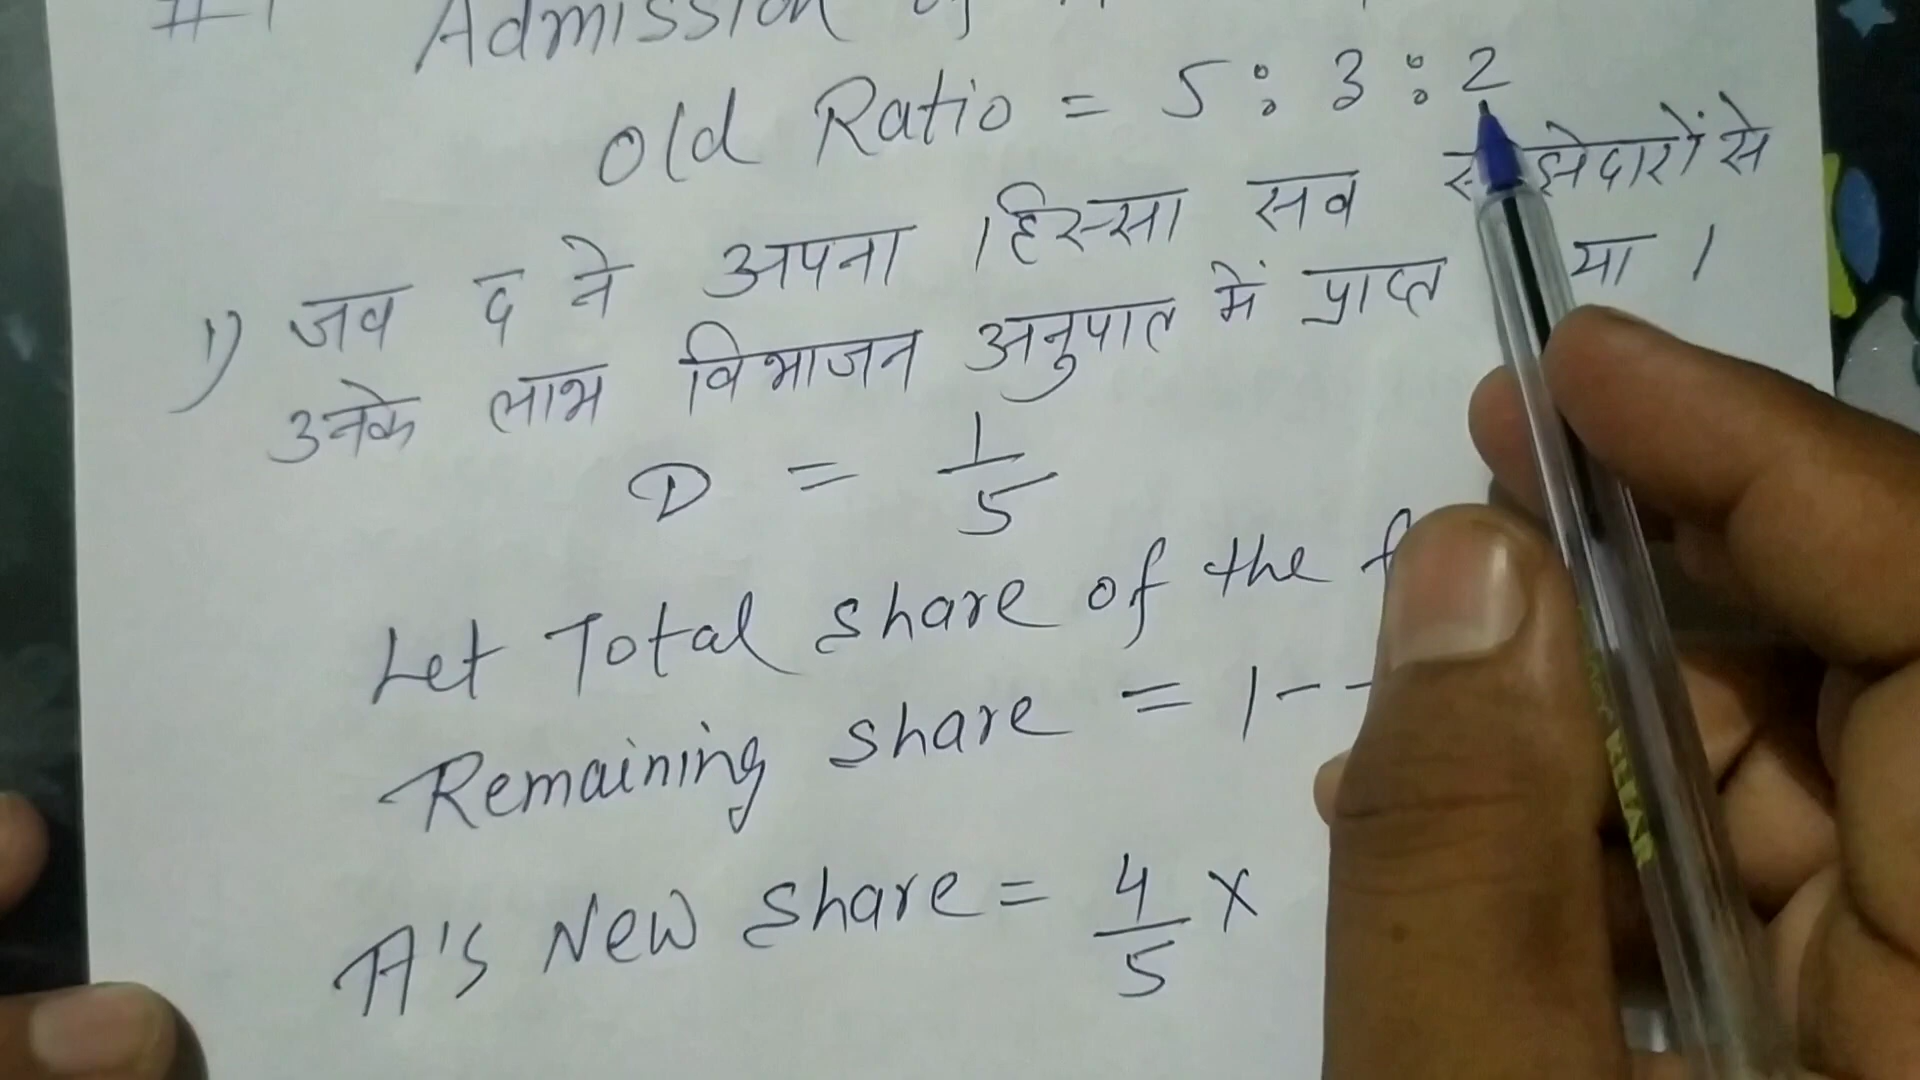 Admission of
Old Ratio = 5 : 3 : 2
1) जब द ने अपना हिस्सा सब से
उनके लाभ विभाजन अनुपात में प्राप्त
D = 1/5
Let Total share of the
Remaining share = 1 -
A's New share = 4/5 ×